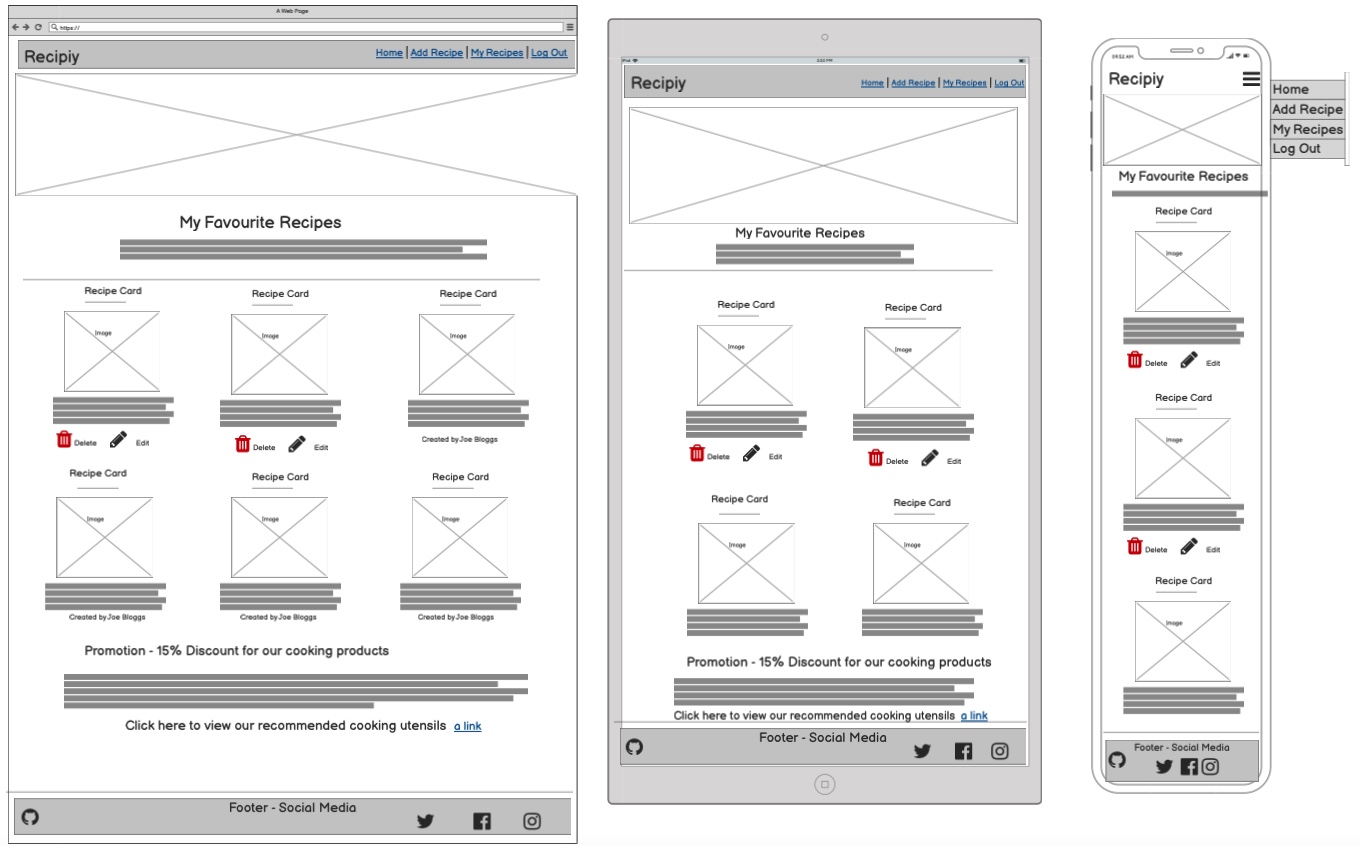 A Web Page
https://
Recipiy
Home | Add Recipe | My Recipes | Log Out
My Favourite Recipes
Recipe Card
Recipe Card
Recipe Card
Image
Image
Image
Delete
Edit
Delete
Edit
Created by Joe Bloggs
Recipe Card
Recipe Card
Recipe Card
Image
Image
Image
Created by Joe Bloggs
Created by Joe Bloggs
Created by Joe Bloggs
Promotion - 15% Discount for our cooking products
Click here to view our recommended cooking utensils a link
Footer - Social Media
iPad
Recipiy
Home | Add Recipe | My Recipes | Log Out
My Favourite Recipes
Recipe Card
Recipe Card
Image
Image
Delete
Edit
Delete
Edit
Recipe Card
Recipe Card
Image
Image
Promotion - 15% Discount for our cooking products
Click here to view our recommended cooking utensils a link
Footer - Social Media
09:52 AM
Recipiy
Home
Add Recipe
My Recipes
Log Out
My Favourite Recipes
Recipe Card
Image
Delete
Edit
Recipe Card
Image
Delete
Edit
Recipe Card
Image
Footer - Social Media